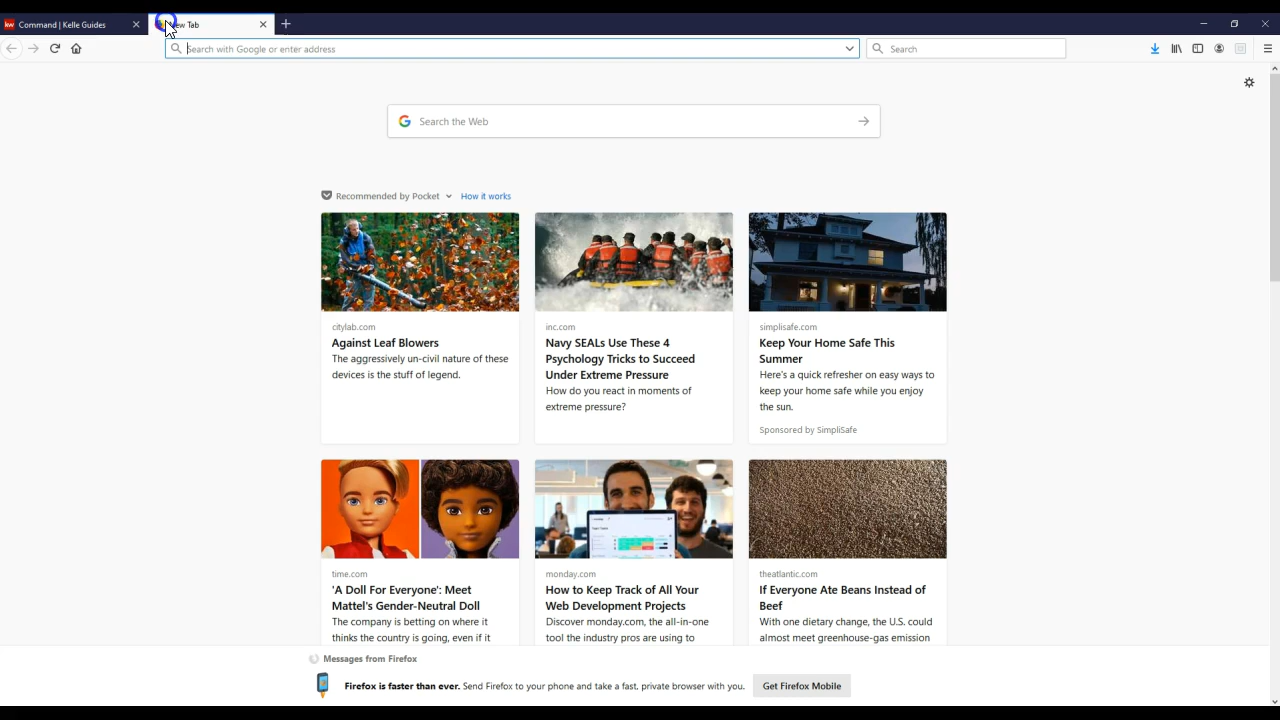 kw Command | Kelle Guides
New Tab
Search with Google or enter address
Search
Search the Web
Recommended by Pocket
How it works
citylab.com
Against Leaf Blowers
The aggressively un-civil nature of these
devices is the stuff of legend.
inc.com
Navy SEALs Use These 4
Psychology Tricks to Succeed
Under Extreme Pressure
How do you react in moments of
extreme pressure?
simplisafe.com
Keep Your Home Safe This
Summer
Here's a quick refresher on easy ways to
keep your home safe while you enjoy
the sun.
Sponsored by SimpliSafe
time.com
'A Doll For Everyone': Meet
Mattel's Gender-Neutral Doll
The company is betting on where it
thinks the country is going, even if it
monday.com
How to Keep Track of All Your
Web Development Projects
Discover monday.com, the all-in-one
tool the industry pros are using to
theatlantic.com
If Everyone Ate Beans Instead of
Beef
With one dietary change, the U.S. could
almost meet greenhouse-gas emission
Messages from Firefox
Firefox is faster than ever. Send Firefox to your phone and take a fast, private browser with you.
Get Firefox Mobile